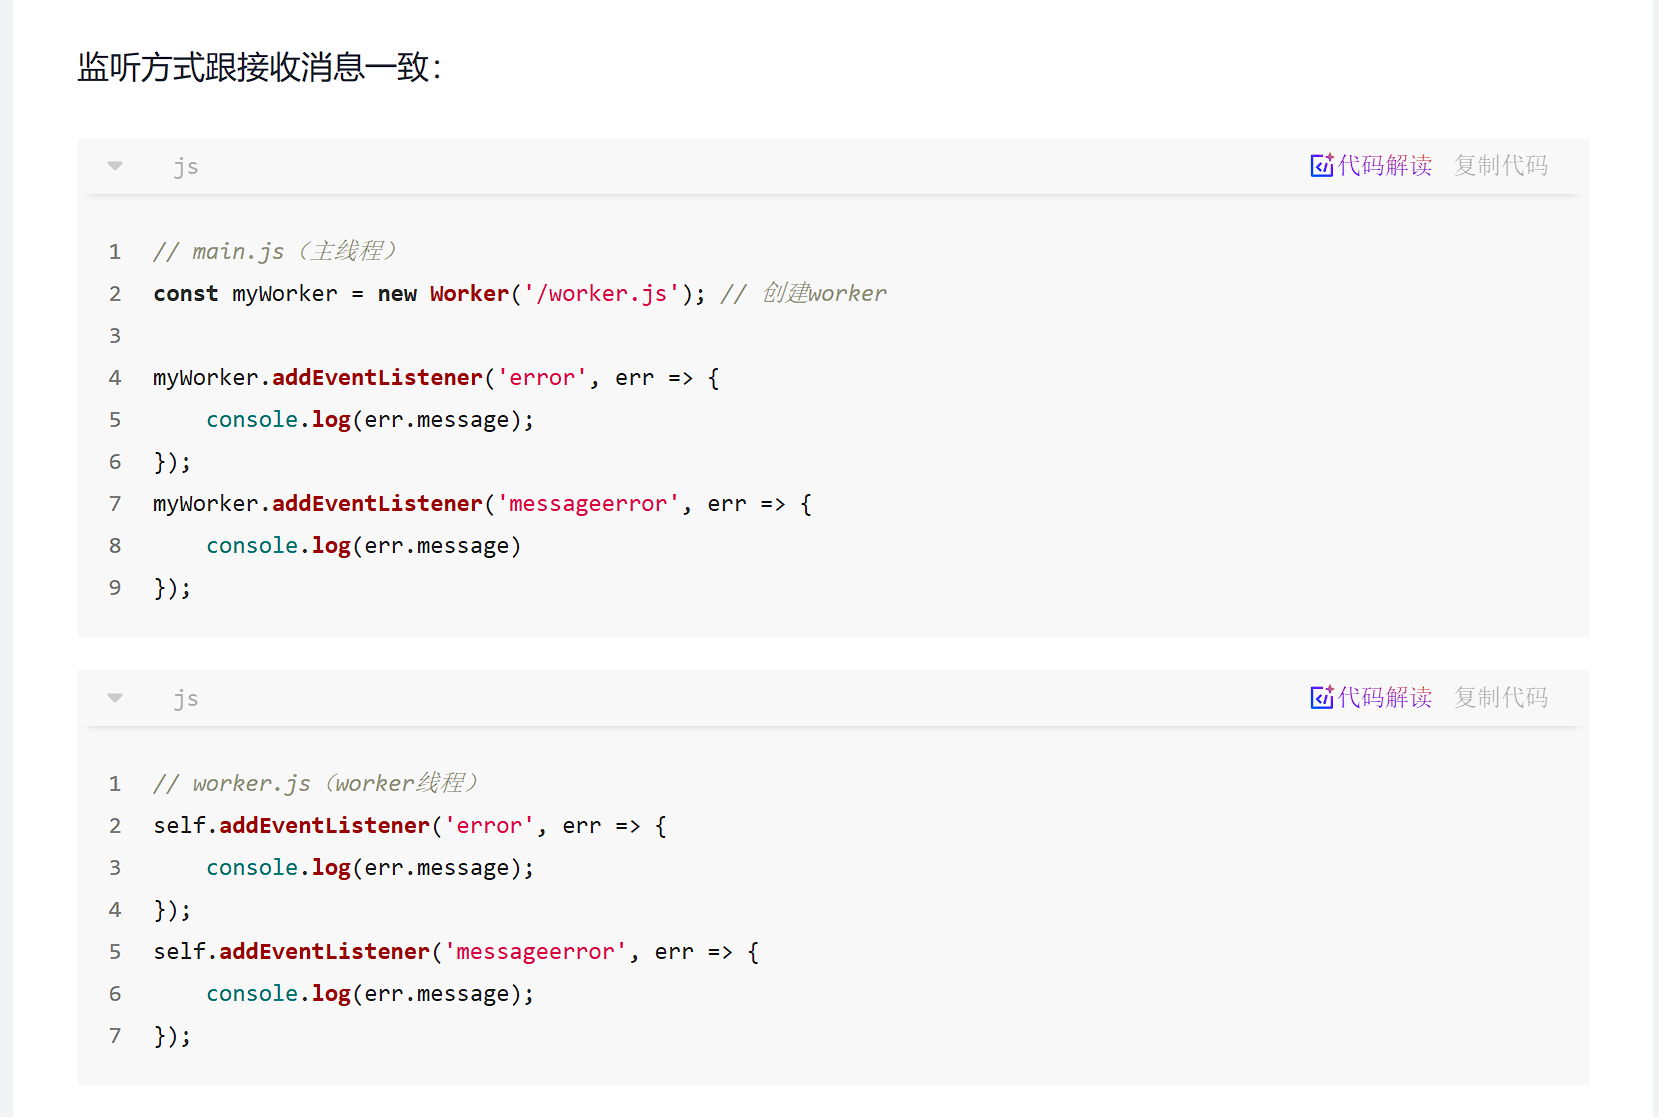 监听方式跟接收消息一致：
js 代码解读 复制代码
1 // main.js（主线程）
2 const myWorker = new Worker('/worker.js'); // 创建worker
3
4 myWorker.addEventListener('error', err => {
5     console.log(err.message);
6 });
7 myWorker.addEventListener('messageerror', err => {
8     console.log(err.message)
9 });
js 代码解读 复制代码
1 // worker.js（worker线程）
2 self.addEventListener('error', err => {
3     console.log(err.message);
4 });
5 self.addEventListener('messageerror', err => {
6     console.log(err.message);
7 });